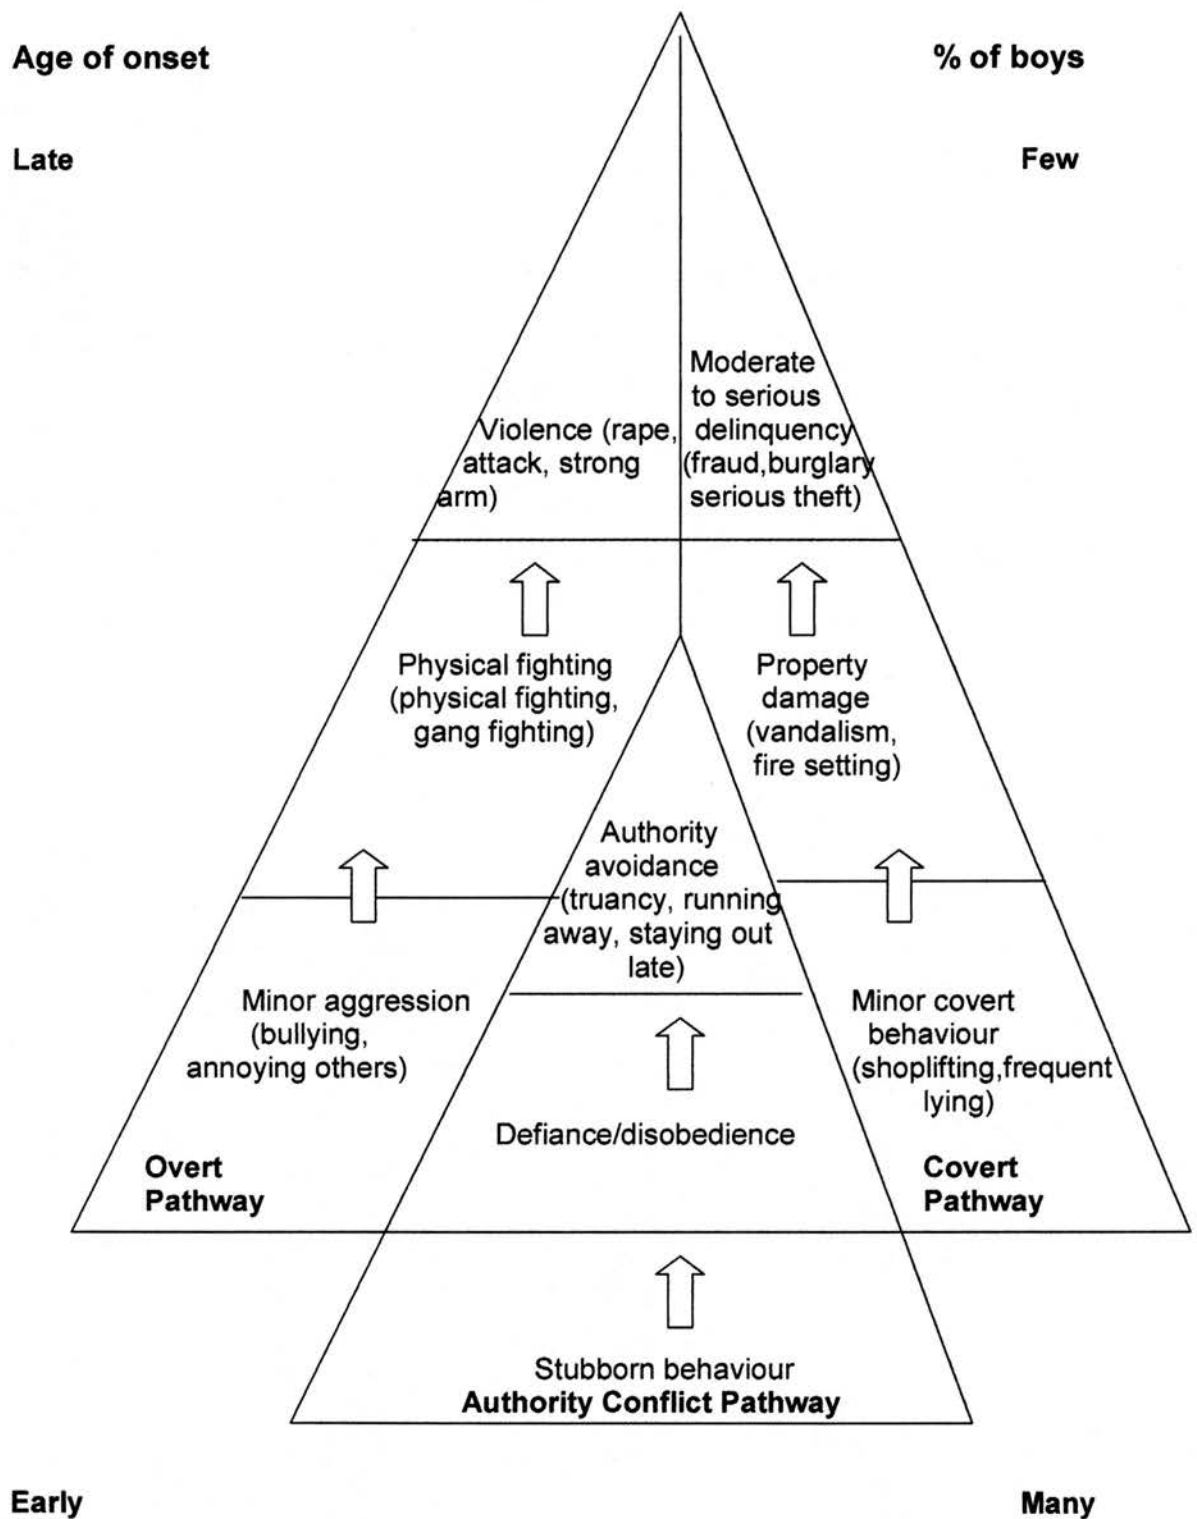 Age of onset
% of boys
Late
Few
Violence (rape,
attack, strong
arm)
Moderate
to serious
delinquency
(fraud,burglary
serious theft)
Physical fighting
(physical fighting,
gang fighting)
Property
damage
(vandalism,
fire setting)
Authority
avoidance
(truancy, running
away, staying out
late)
Minor aggression
(bullying,
annoying others)
Minor covert
behaviour
(shoplifting,frequent
lying)
Defiance/disobedience
Overt
Pathway
Covert
Pathway
Stubborn behaviour
Authority Conflict Pathway
Early
Many